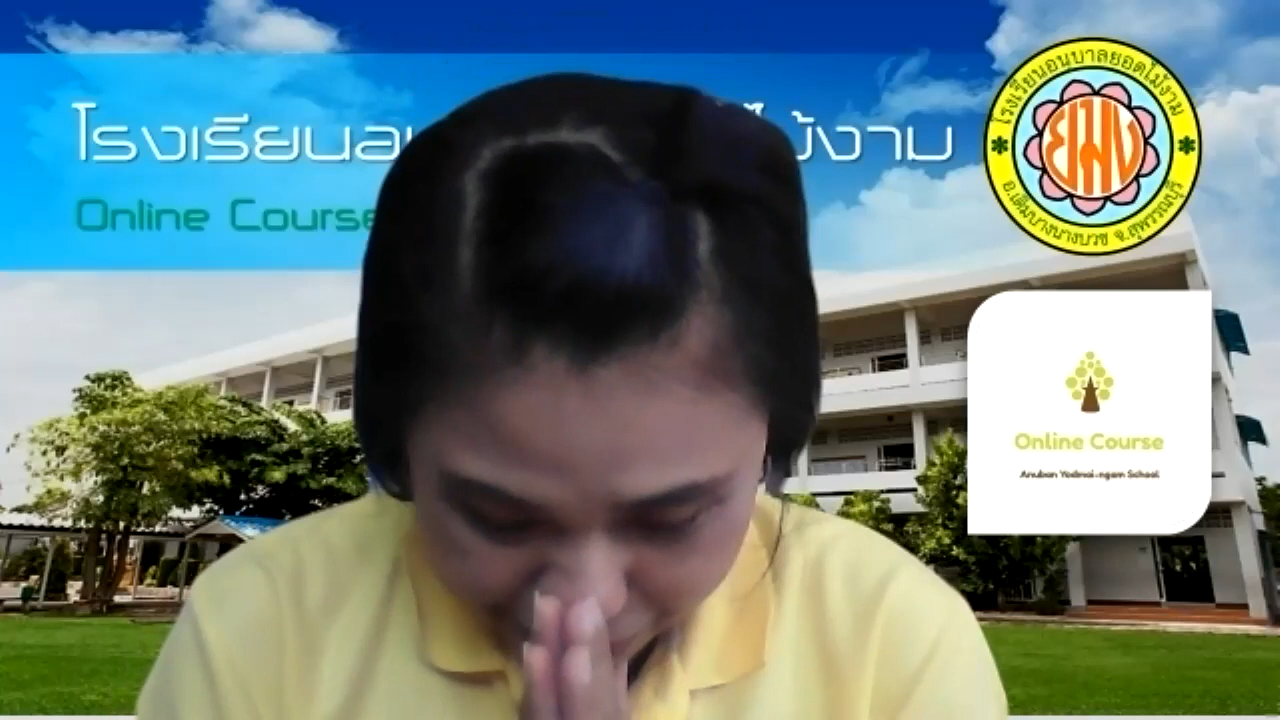 โรงเรียนอ ไม้งาม
Online Course
โรงเรียนอนุบาลยอดไม้งาม
ยมง
อ.เดิมบางนางบวช จ.สุพรรณบุรี
Online Course
Anuban Yodmai-ngam School